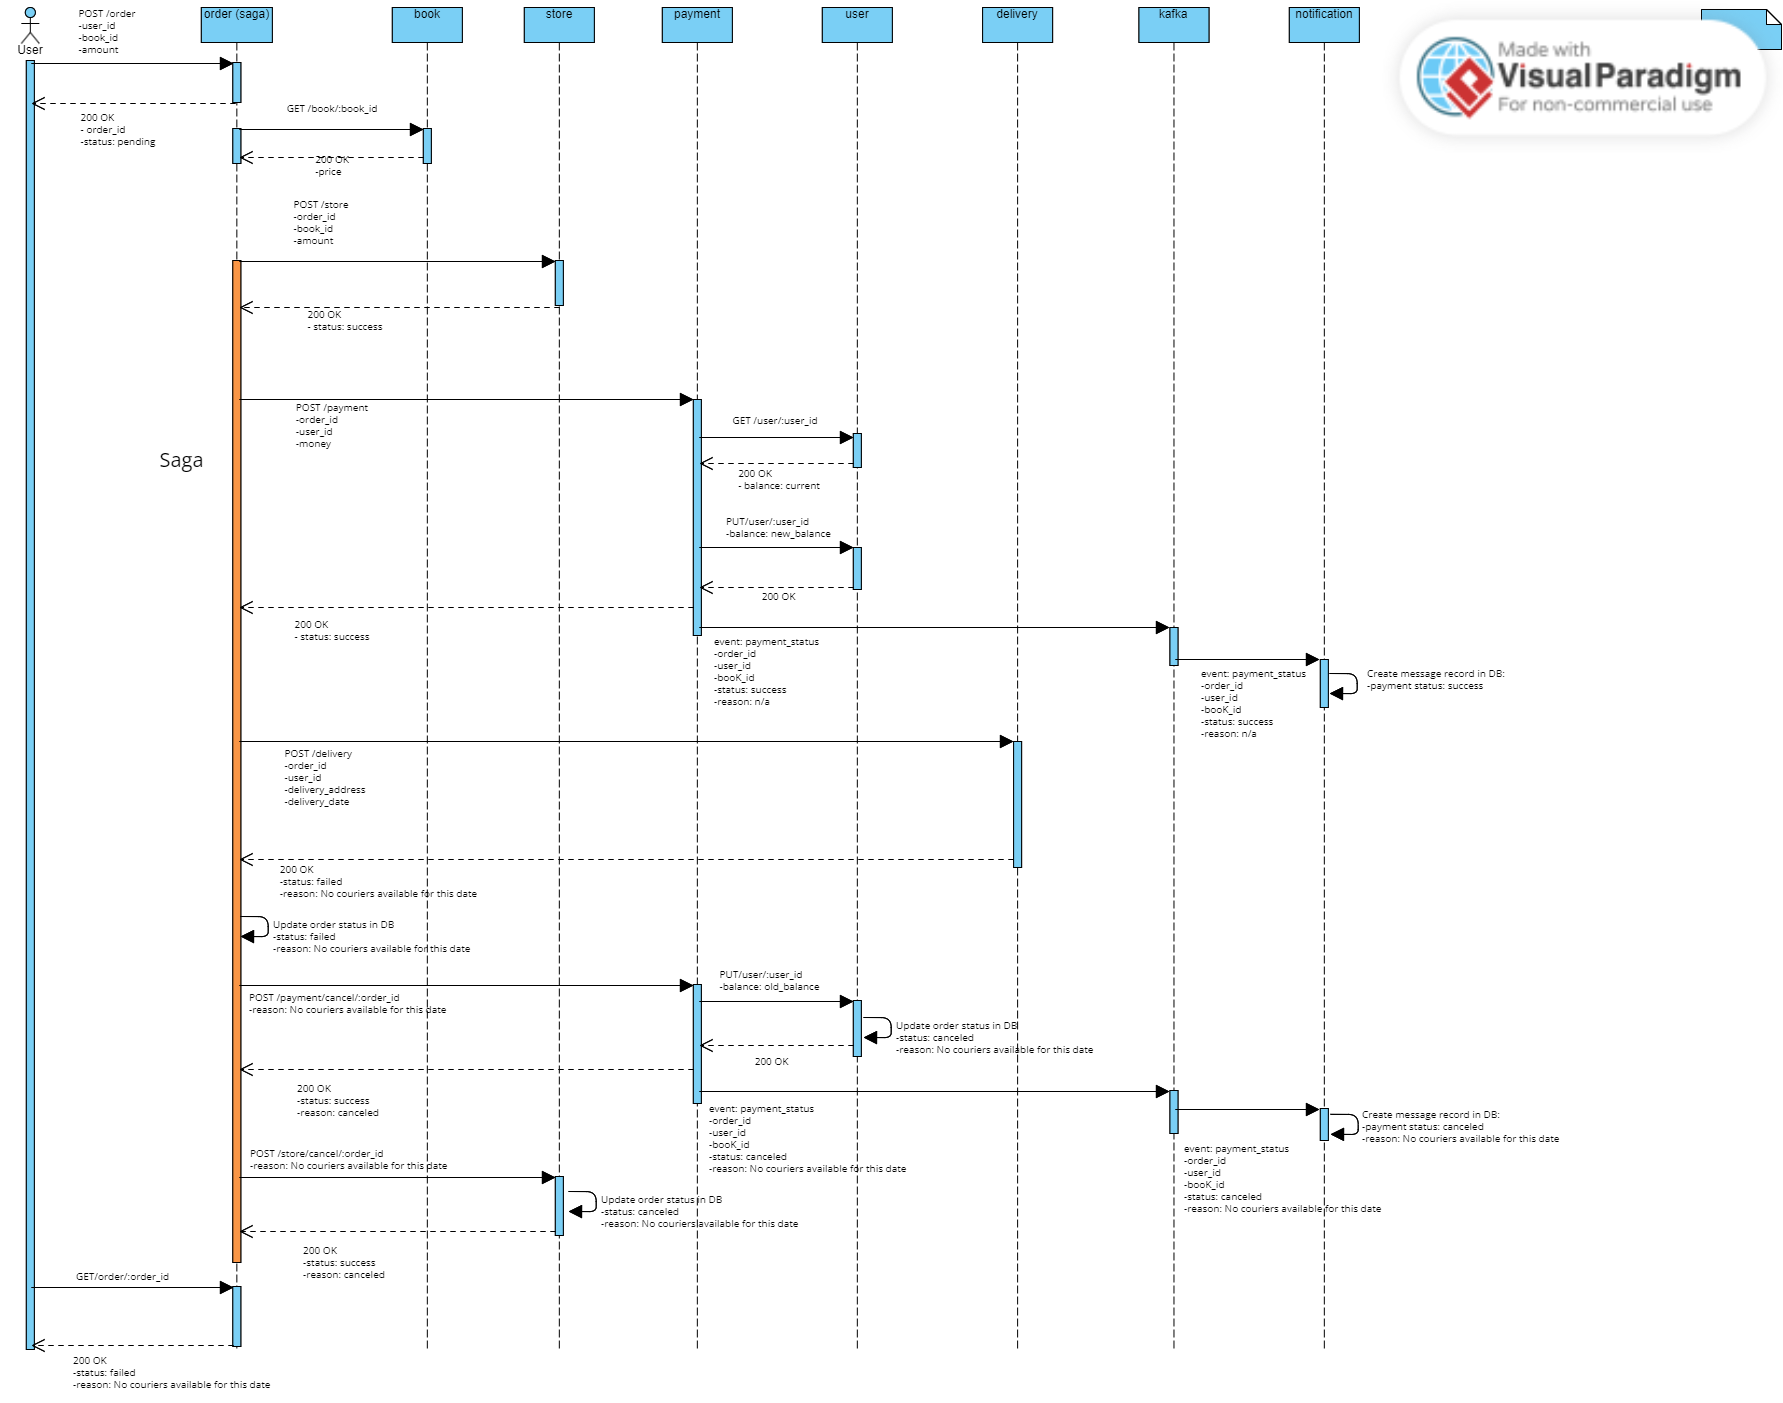 User
order (saga)
book
store
payment
user
delivery
kafka
notification
Made with
VisualParadigm
For non-commercial use
POST /order
-user_id
-book_id
-amount
200 OK
- order_id
-status: pending
GET /book/:book_id
200 OK
-price
POST /store
-order_id
-book_id
-amount
200 OK
- status: success
Saga
POST /payment
-order_id
-user_id
-money
GET /user/:user_id
200 OK
- balance: current
PUT/user/:user_id
-balance: new_balance
200 OK
200 OK
- status: success
event: payment_status
-order_id
-user_id
-booK_id
-status: success
-reason: n/a
event: payment_status
-order_id
-user_id
-booK_id
-status: success
-reason: n/a
Create message record in DB:
-payment status: success
POST /delivery
-order_id
-user_id
-delivery_address
-delivery_date
200 OK
-status: failed
-reason: No couriers available for this date
Update order status in DB
-status: failed
-reason: No couriers available for this date
POST /payment/cancel/:order_id
-reason: No couriers available for this date
PUT/user/:user_id
-balance: old_balance
Update order status in DB
-status: canceled
-reason: No couriers available for this date
200 OK
200 OK
-status: success
-reason: canceled
event: payment_status
-order_id
-user_id
-booK_id
-status: canceled
-reason: No couriers available for this date
Create message record in DB:
-payment status: canceled
-reason: No couriers available for this date
event: payment_status
-order_id
-user_id
-booK_id
-status: canceled
-reason: No couriers available for this date
POST /store/cancel/:order_id
-reason: No couriers available for this date
Update order status in DB
-status: canceled
-reason: No couriers available for this date
200 OK
-status: success
-reason: canceled
GET/order/:order_id
200 OK
-status: failed
-reason: No couriers available for this date